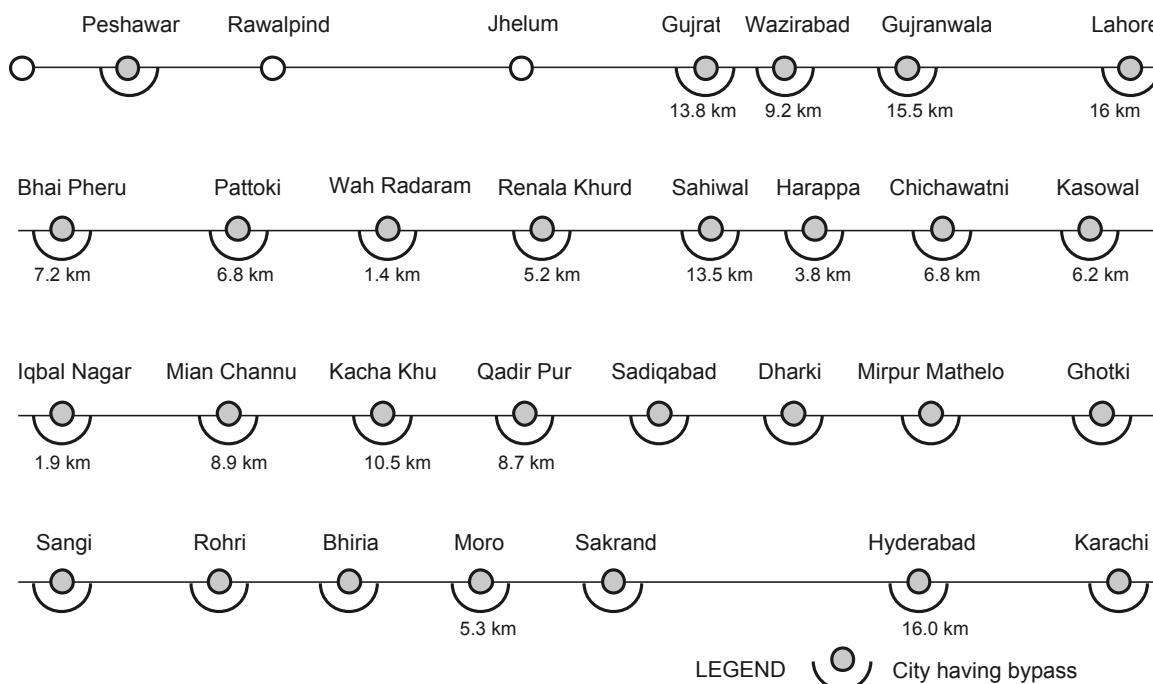 Peshawar Rawalpind Jhelum Gujrat Wazirabad Gujranwala Lahore
13.8 km 9.2 km 15.5 km 16 km
Bhai Pheru Pattoki Wah Radaram Renala Khurd Sahiwal Harappa Chichawatni Kasowal
7.2 km 6.8 km 1.4 km 5.2 km 13.5 km 3.8 km 6.8 km 6.2 km
Iqbal Nagar Mian Channu Kacha Khu Qadir Pur Sadiqabad Dharki Mirpur Mathelo Ghotki
1.9 km 8.9 km 10.5 km 8.7 km
Sangi Rohri Bhiria Moro Sakrand Hyderabad Karachi
5.3 km 16.0 km
LEGEND City having bypass